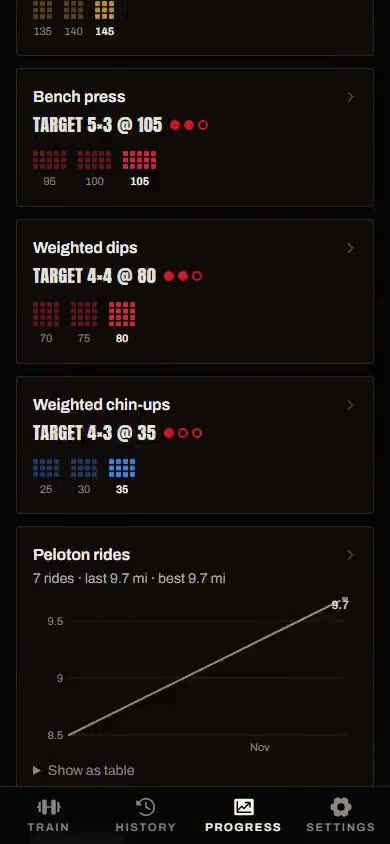 135 140 145
Bench press
TARGET 5×3 @ 105
95 100 105
Weighted dips
TARGET 4×4 @ 80
70 75 80
Weighted chin-ups
TARGET 4×3 @ 35
25 30 35
Peloton rides
7 rides · last 9.7 mi · best 9.7 mi
9.7
9.5
9
8.5
Nov
▶ Show as table
TRAIN HISTORY PROGRESS SETTINGS